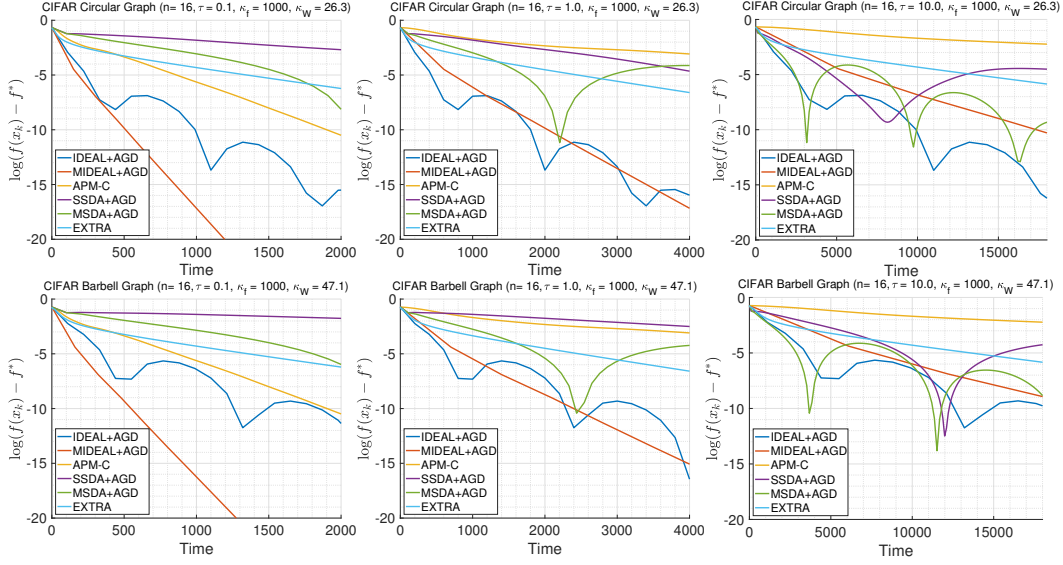 CIFAR Circular Graph (n= 16, τ = 0.1, κf = 1000, κW = 26.3)
0
-5
-10
-15
-20
log(f(xk) − f*)
IDEAL+AGD
MIDEAL+AGD
APM-C
SSDA+AGD
MSDA+AGD
EXTRA
0 500 1000 1500 2000
Time
CIFAR Circular Graph (n= 16, τ = 1.0, κf = 1000, κW = 26.3)
0
-5
-10
-15
-20
log(f(xk) − f*)
IDEAL+AGD
MIDEAL+AGD
APM-C
SSDA+AGD
MSDA+AGD
EXTRA
0 1000 2000 3000 4000
Time
CIFAR Circular Graph (n= 16, τ = 10.0, κf = 1000, κW = 26.3)
0
-5
-10
-15
-20
log(f(xk) − f*)
IDEAL+AGD
MIDEAL+AGD
APM-C
SSDA+AGD
MSDA+AGD
EXTRA
0 5000 10000 15000
Time
CIFAR Barbell Graph (n= 16, τ = 0.1, κf = 1000, κW = 47.1)
0
-5
-10
-15
-20
log(f(xk) − f*)
IDEAL+AGD
MIDEAL+AGD
APM-C
SSDA+AGD
MSDA+AGD
EXTRA
0 500 1000 1500 2000
Time
CIFAR Barbell Graph (n= 16, τ = 1.0, κf = 1000, κW = 47.1)
0
-5
-10
-15
-20
log(f(xk) − f*)
IDEAL+AGD
MIDEAL+AGD
APM-C
SSDA+AGD
MSDA+AGD
EXTRA
0 1000 2000 3000 4000
Time
CIFAR Barbell Graph (n= 16, τ = 10.0, κf = 1000, κW = 47.1)
0
-5
-10
-15
-20
log(f(xk) − f*)
IDEAL+AGD
MIDEAL+AGD
APM-C
SSDA+AGD
MSDA+AGD
EXTRA
0 5000 10000 15000
Time